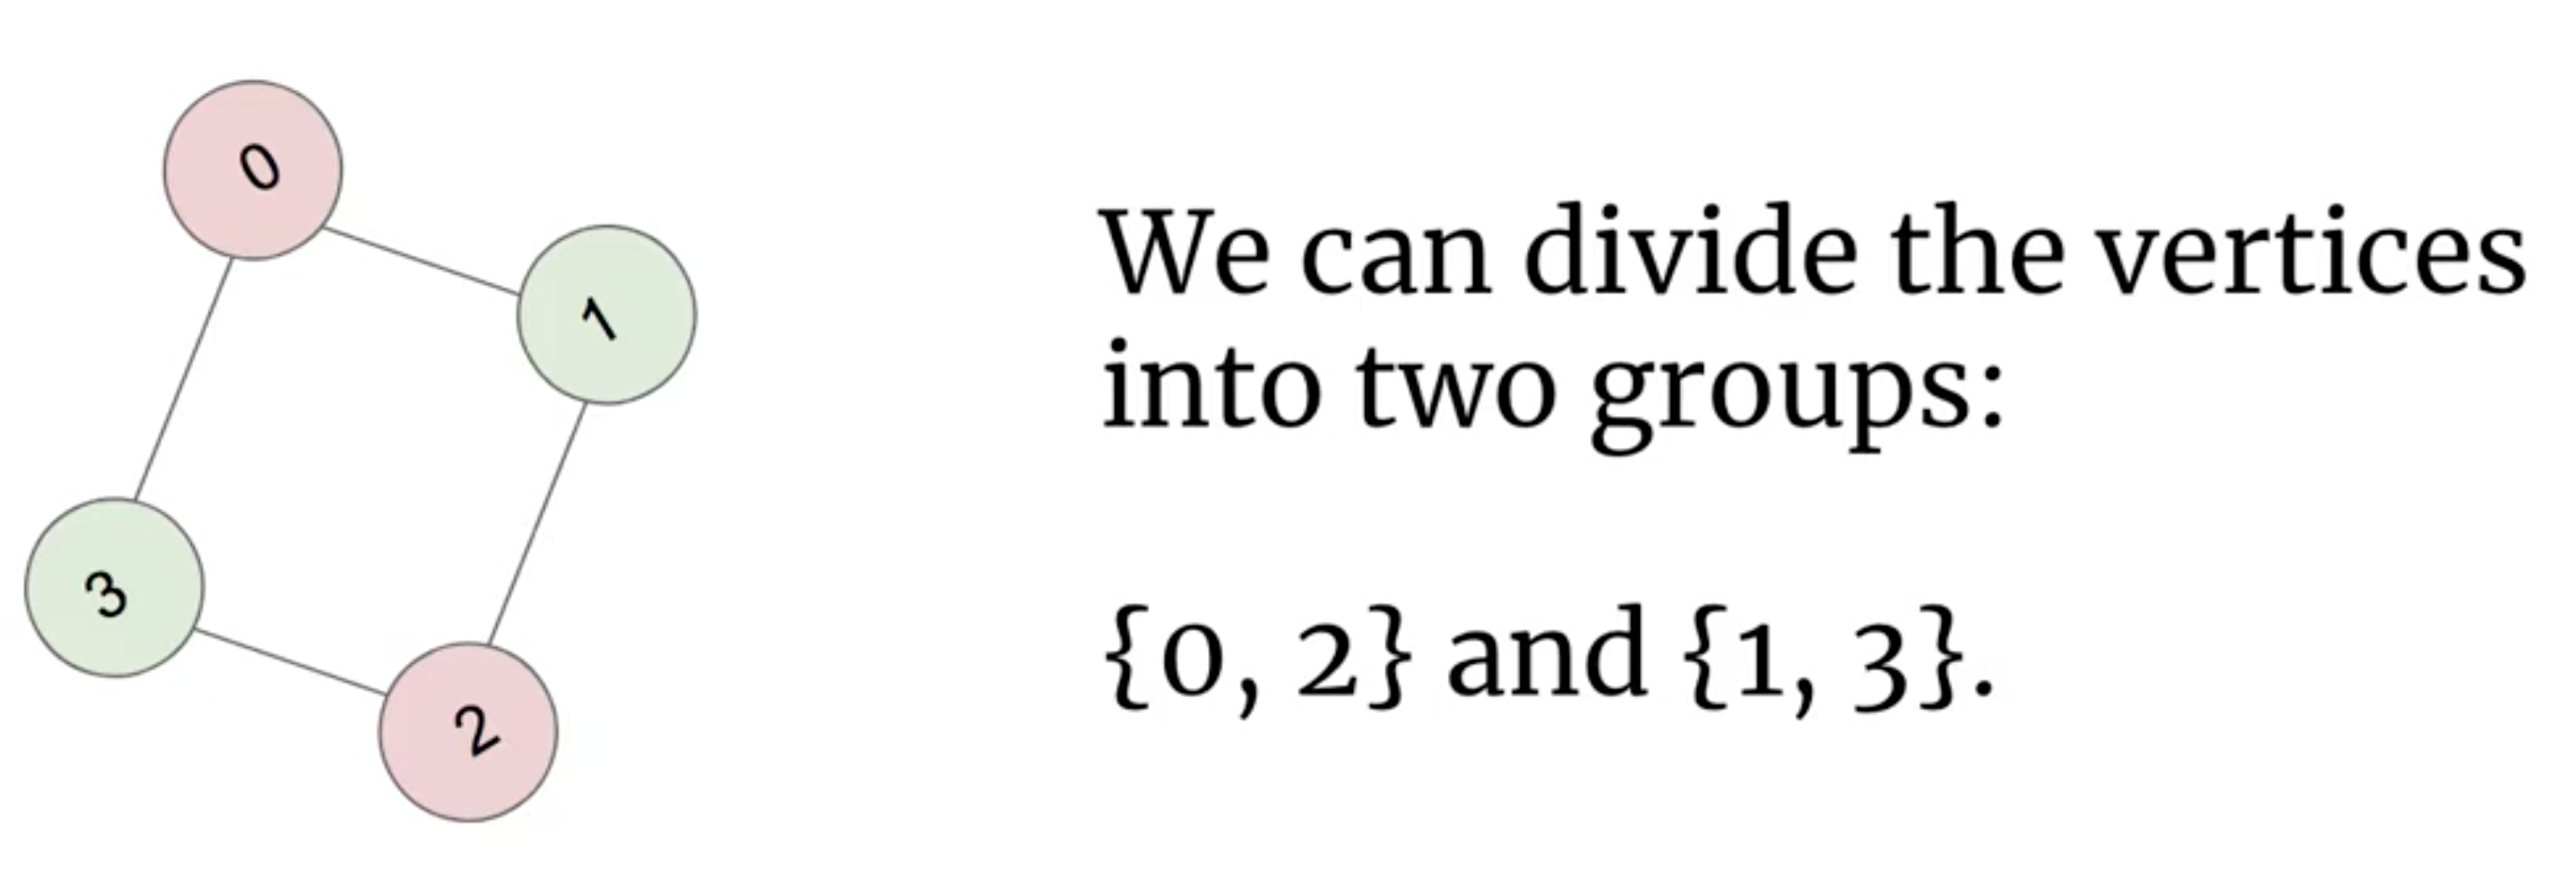 0
1
3
2
We can divide the vertices
into two groups:
{0, 2} and {1, 3}.